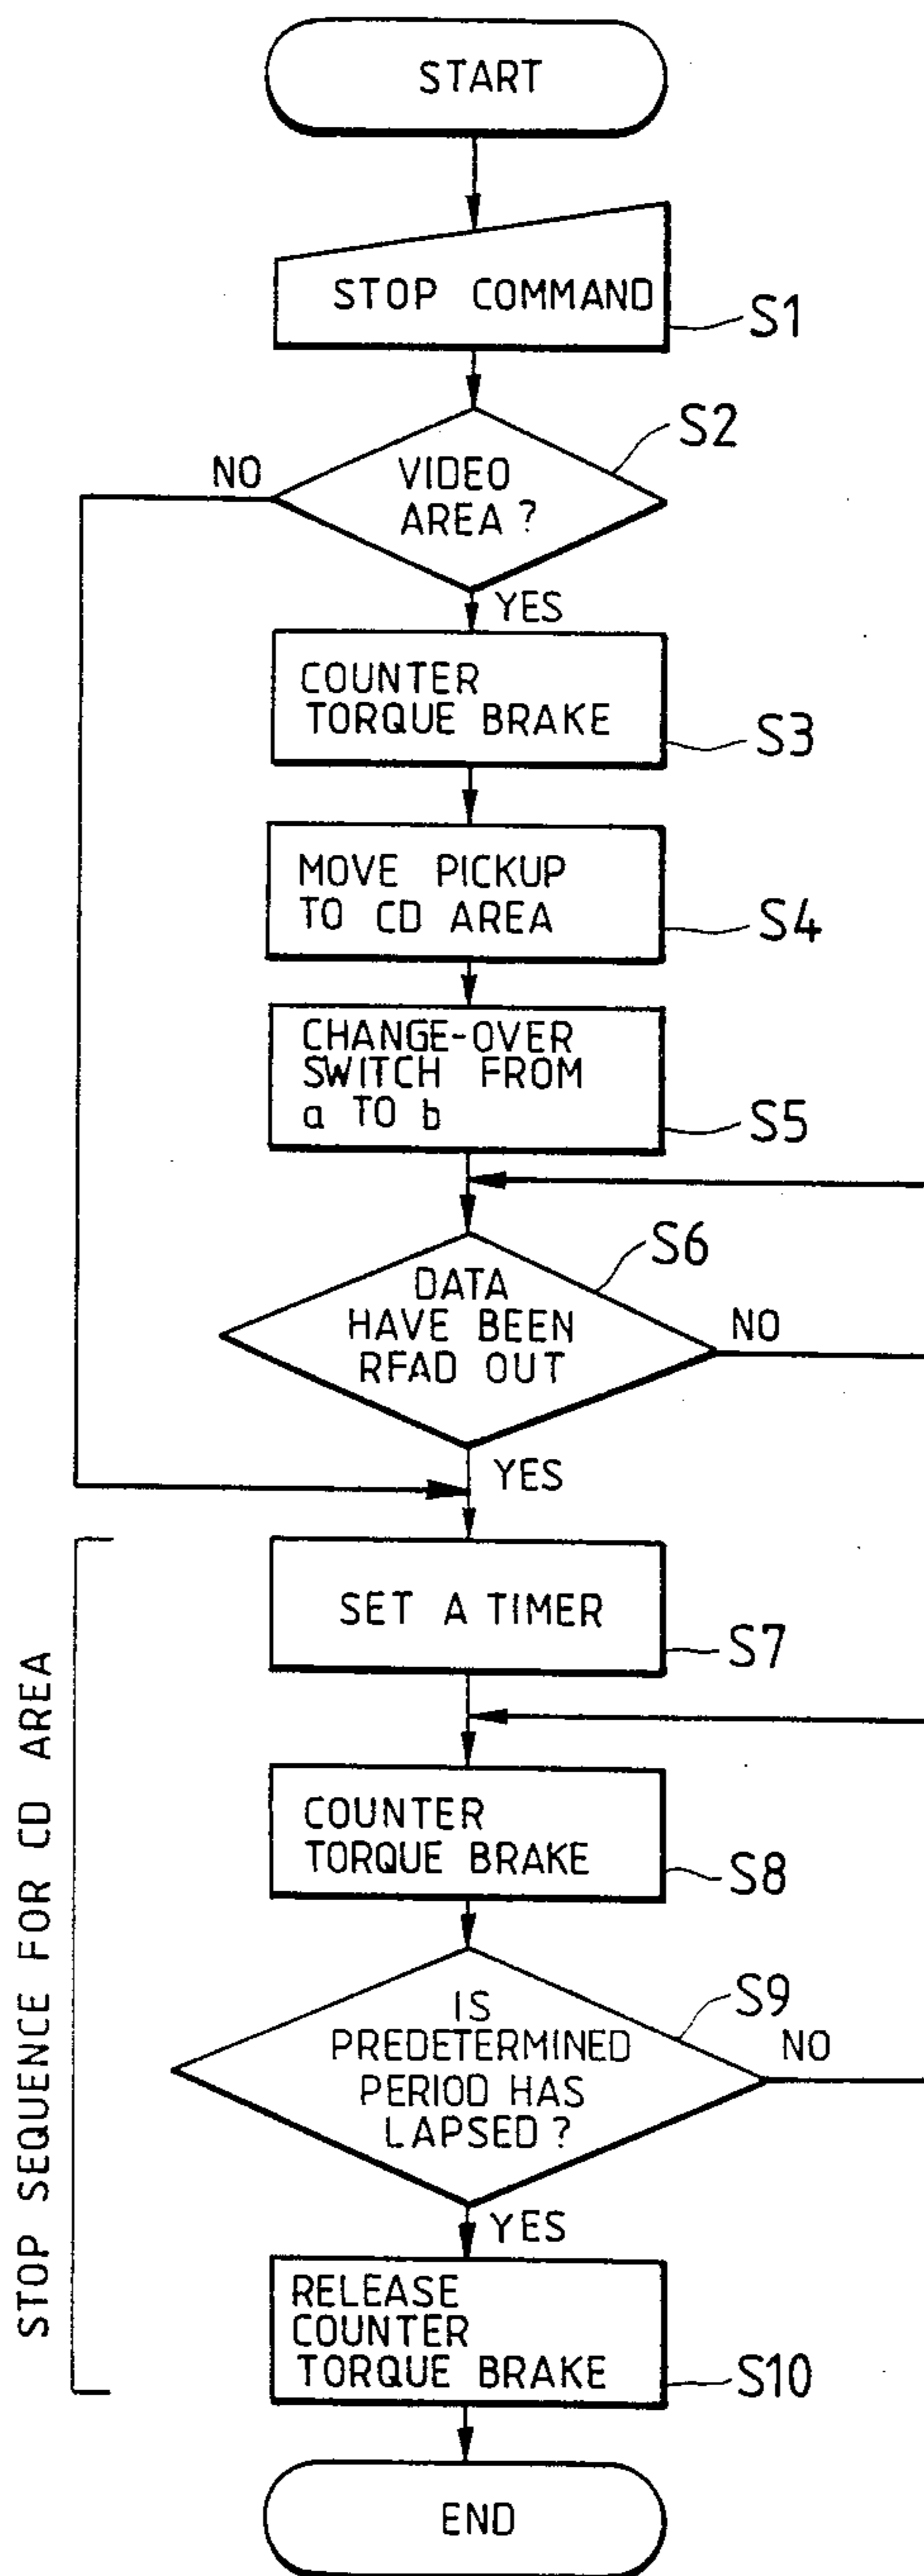 START
STOP COMMAND
S1
S2
NO
VIDEO
AREA ?
YES
COUNTER
TORQUE BRAKE
S3
MOVE PICKUP
TO CD AREA
S4
CHANGE-OVER
SWITCH FROM
a TO b
S5
S6
DATA
HAVE BEEN
RFAD OUT
NO
YES
STOP SEQUENCE FOR CD AREA
SET A TIMER
S7
COUNTER
TORQUE BRAKE
S8
S9
IS
PREDETERMINED
PERIOD HAS
LAPSED ?
NO
YES
RELEASE
COUNTER
TORQUE BRAKE
S10
END